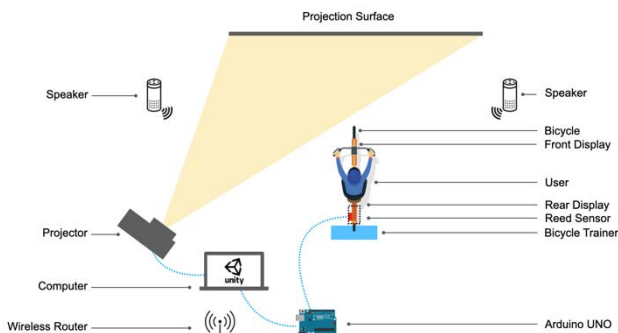 Projection Surface
Speaker
Speaker
Bicycle
Front Display
User
Rear Display
Reed Sensor
Bicycle Trainer
Projector
unity
Computer
Wireless Router
Arduino UNO